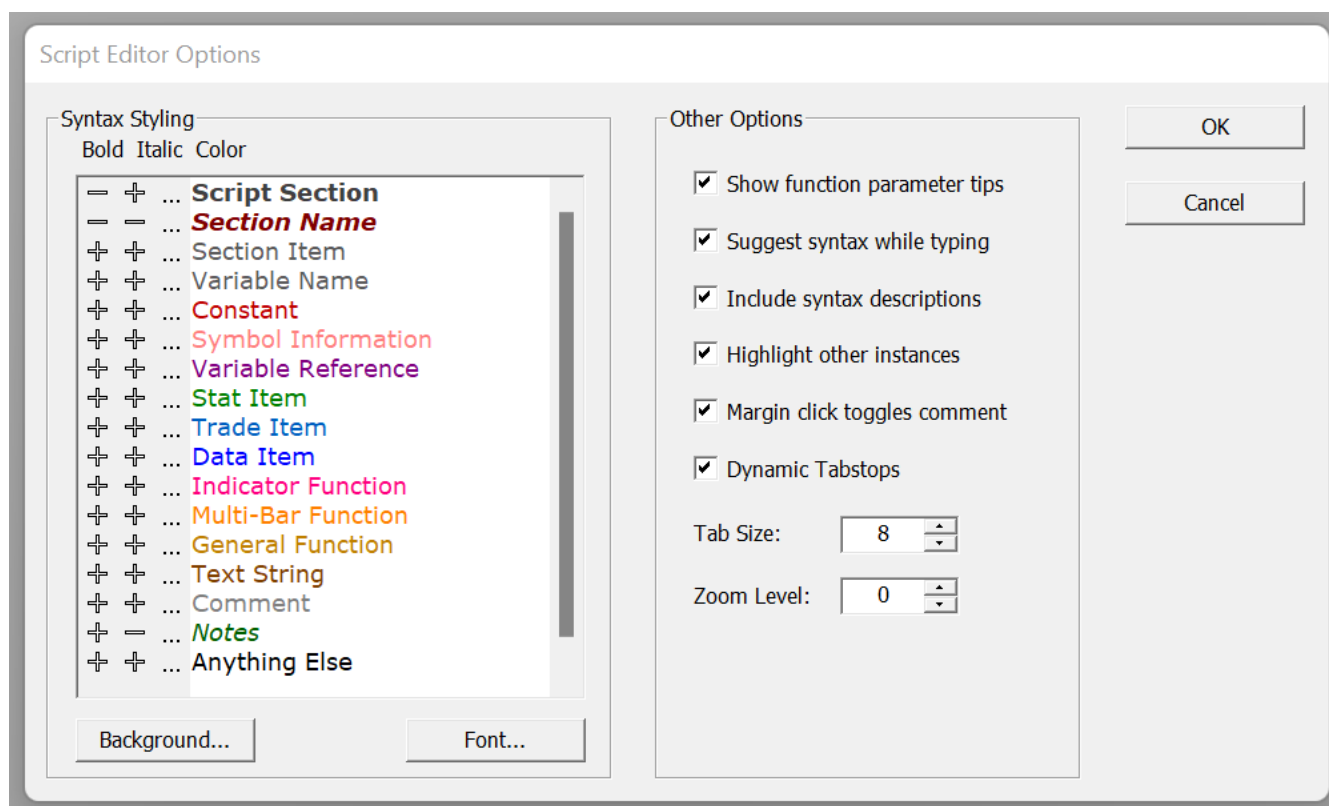 Script Editor Options
Syntax Styling
Bold Italic Color
... Script Section
... Section Name
... Section Item
... Variable Name
... Constant
... Symbol Information
... Variable Reference
... Stat Item
... Trade Item
... Data Item
... Indicator Function
... Multi-Bar Function
... General Function
... Text String
... Comment
... Notes
... Anything Else
Background...
Font...
Other Options
Show function parameter tips
Suggest syntax while typing
Include syntax descriptions
Highlight other instances
Margin click toggles comment
Dynamic Tabstops
Tab Size: 8
Zoom Level: 0
OK
Cancel